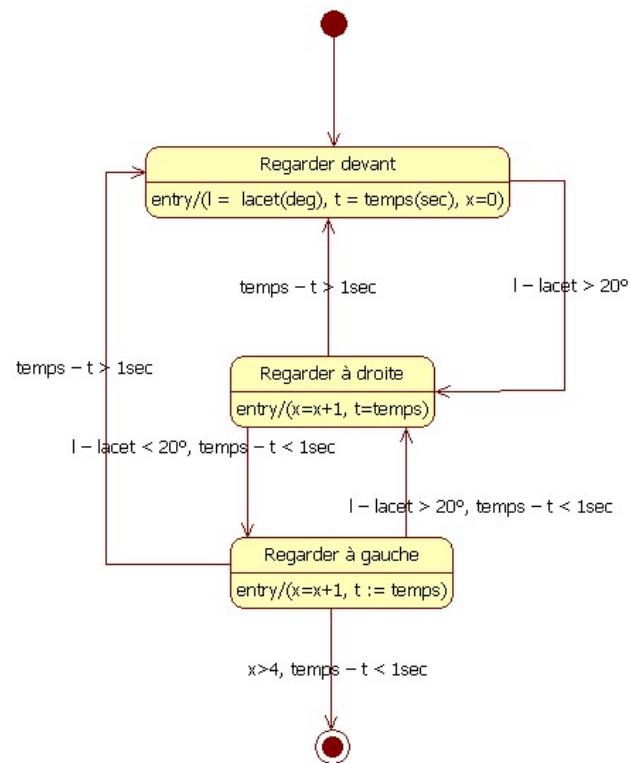 Regarder devant
entry/(l = lacet(deg), t = temps(sec), x=0)
temps – t > 1sec
l – lacet > 20º
temps – t > 1sec
Regarder à droite
entry/(x=x+1, t=temps)
l – lacet < 20º, temps – t < 1sec
l – lacet > 20º, temps – t < 1sec
Regarder à gauche
entry/(x=x+1, t := temps)
x>4, temps – t < 1sec